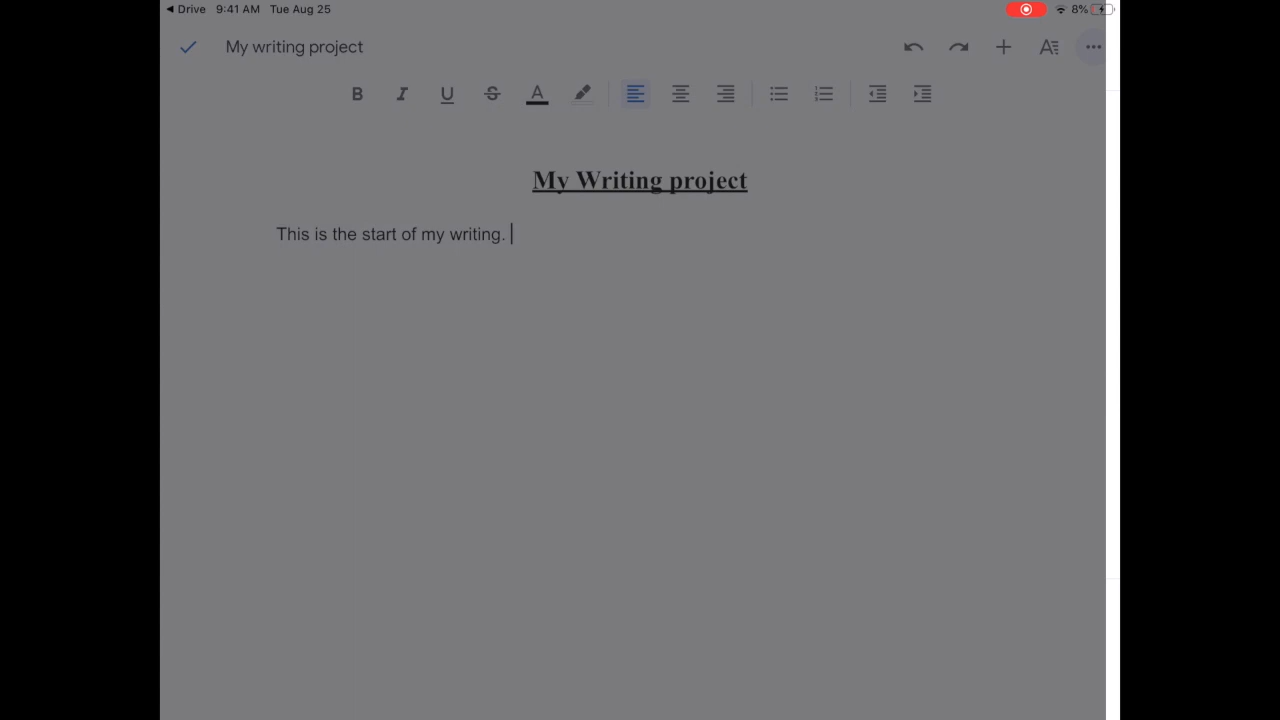 Drive 9:41 AM Tue Aug 25 8%
My writing project
B I U S A
My Writing project
This is the start of my writing.